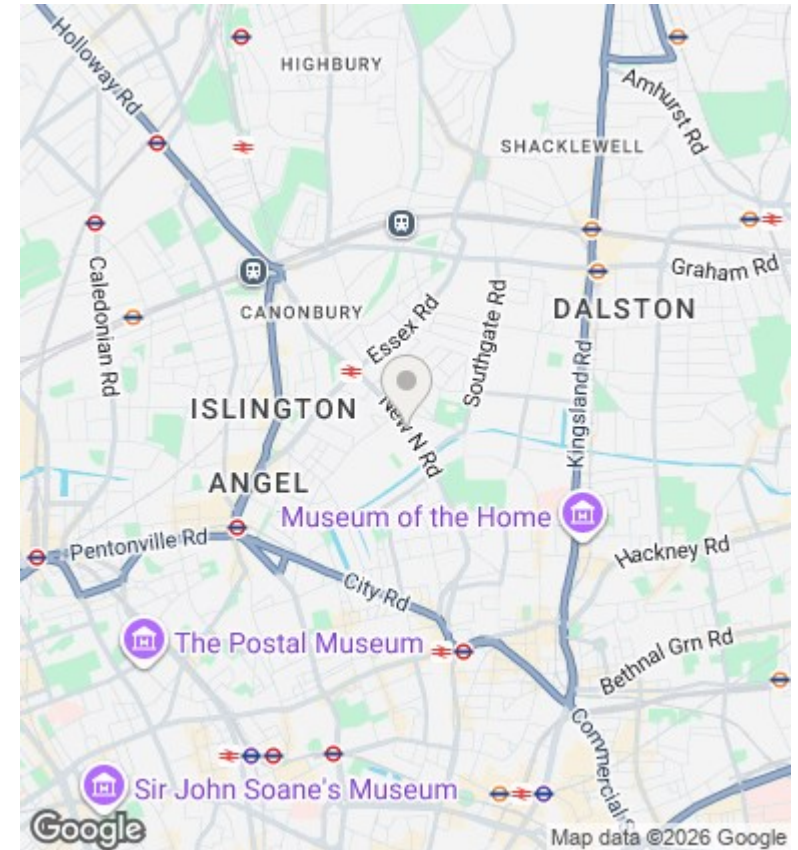 Holloway Rd
HIGHBURY
Amhurst Rd
SHACKLEWELL
Caledonian Rd
Graham Rd
CANONBURY
Essex Rd
Southgate Rd
DALSTON
ISLINGTON
New N Rd
Kingsland Rd
ANGEL
Museum of the Home
Pentonville Rd
Hackney Rd
City Rd
The Postal Museum
Bethnal Grn Rd
Commercial S
Sir John Soane's Museum
Google
Map data ©2026 Google